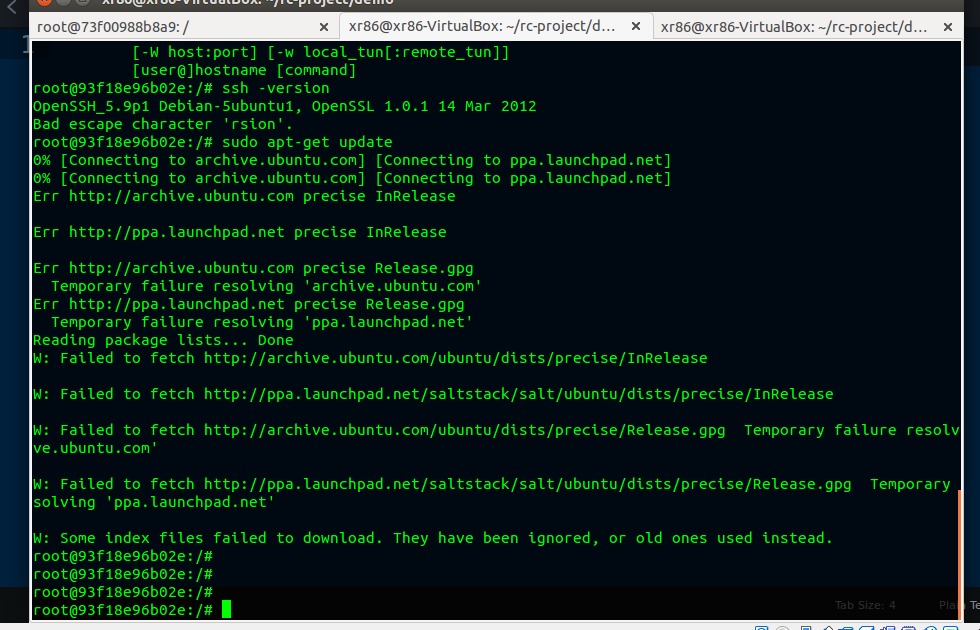 xr86@xr86-VirtualBox: ~/rc-project/demo
root@73f00988b8a9: /
xr86@xr86-VirtualBox: ~/rc-project/d...
xr86@xr86-VirtualBox: ~/rc-project/d...
1
[-W host:port] [-w local_tun[:remote_tun]]
[user@]hostname [command]
root@93f18e96b02e:/# ssh -version
OpenSSH_5.9p1 Debian-5ubuntu1, OpenSSL 1.0.1 14 Mar 2012
Bad escape character 'rsion'.
root@93f18e96b02e:/# sudo apt-get update
0% [Connecting to archive.ubuntu.com] [Connecting to ppa.launchpad.net]
0% [Connecting to archive.ubuntu.com] [Connecting to ppa.launchpad.net]
Err http://archive.ubuntu.com precise InRelease
Err http://ppa.launchpad.net precise InRelease
Err http://archive.ubuntu.com precise Release.gpg
Temporary failure resolving 'archive.ubuntu.com'
Err http://ppa.launchpad.net precise Release.gpg
Temporary failure resolving 'ppa.launchpad.net'
Reading package lists... Done
W: Failed to fetch http://archive.ubuntu.com/ubuntu/dists/precise/InRelease
W: Failed to fetch http://ppa.launchpad.net/saltstack/salt/ubuntu/dists/precise/InRelease
W: Failed to fetch http://archive.ubuntu.com/ubuntu/dists/precise/Release.gpg  Temporary failure resolv
ve.ubuntu.com'
W: Failed to fetch http://ppa.launchpad.net/saltstack/salt/ubuntu/dists/precise/Release.gpg  Temporary
solving 'ppa.launchpad.net'
W: Some index files failed to download. They have been ignored, or old ones used instead.
root@93f18e96b02e:/#
root@93f18e96b02e:/#
root@93f18e96b02e:/#
root@93f18e96b02e:/#
Tab Size: 4
Plain Te